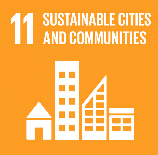 11 SUSTAINABLE CITIES
AND COMMUNITIES